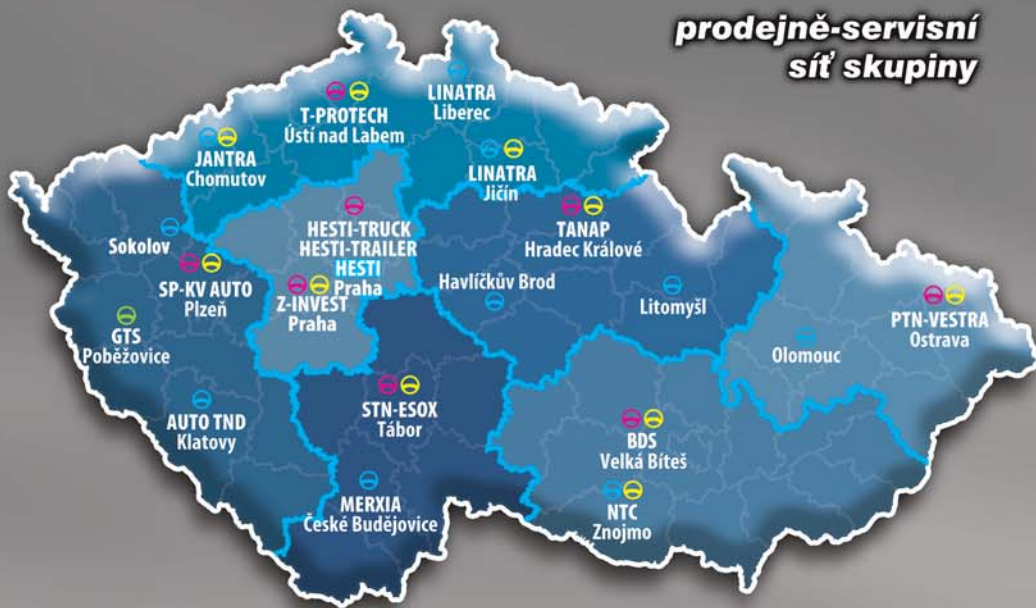 prodejně-servisní
síť skupiny
LINATRA
Liberec
T-PROTECH
Ústí nad Labem
JANTRA
Chomutov
LINATRA
Jičín
HESTI-TRUCK
HESTI-TRAILER
HESTI
Praha
TANAP
Hradec Králové
Sokolov
SP-KV AUTO
Plzeň
Z-INVEST
Praha
Havlíčkův Brod
Litomyšl
PTN-VESTRA
Ostrava
GTS
Poběžovice
Olomouc
AUTO TND
Klatovy
STN-ESOX
Tábor
BDS
Velká Bíteš
MERXIA
České Budějovice
NTC
Znojmo